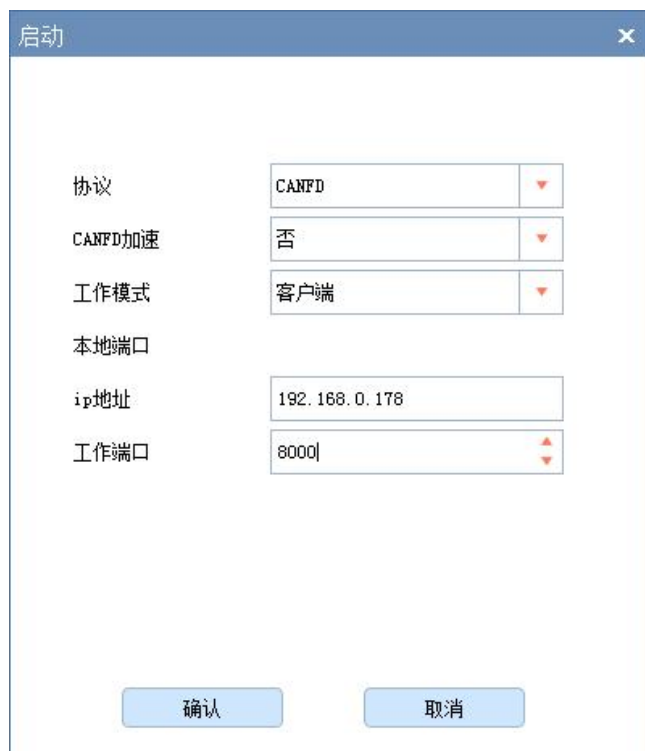 启动
协议 CANFD
CANFD加速 否
工作模式 客户端
本地端口
ip地址 192.168.0.178
工作端口 8000
确认 取消